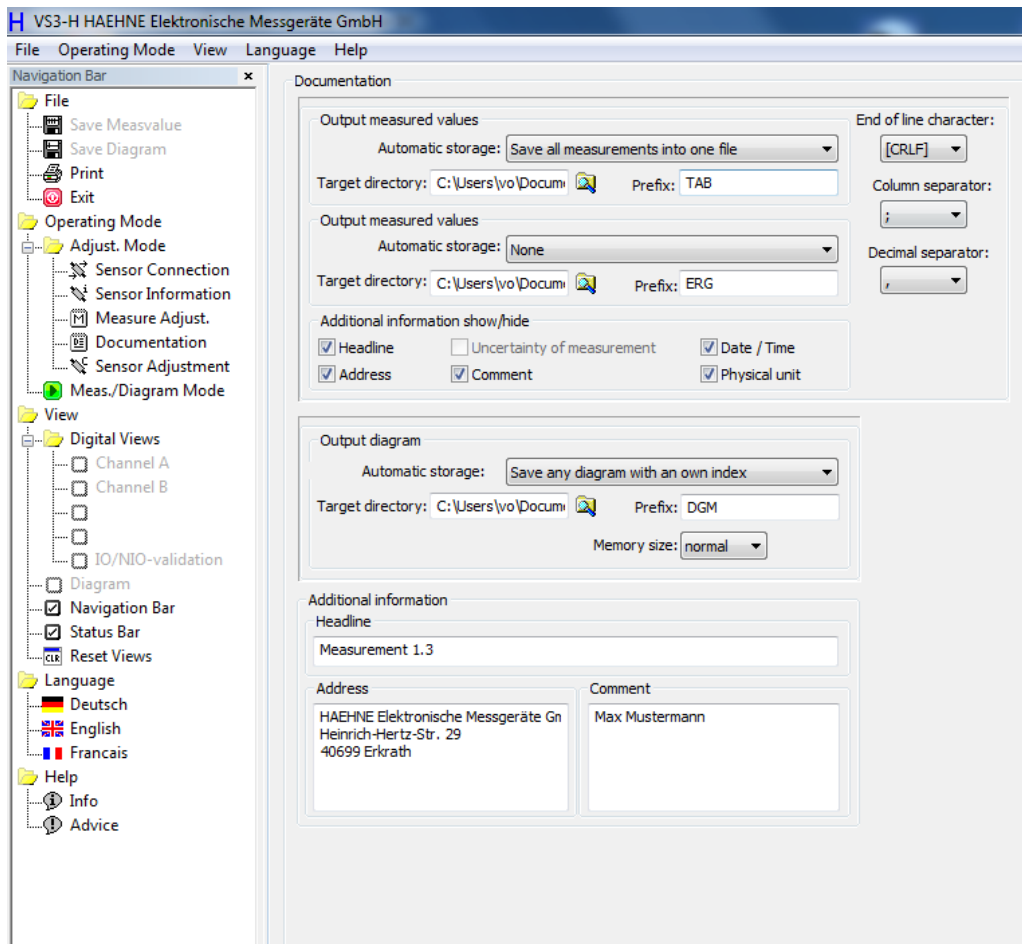 VS3-H HAEHNE Elektronische Messgeräte GmbH
File Operating Mode View Language Help
Navigation Bar
File
Save Measvalue
Save Diagram
Print
Exit
Operating Mode
Adjust. Mode
Sensor Connection
Sensor Information
Measure Adjust.
Documentation
Sensor Adjustment
Meas./Diagram Mode
View
Digital Views
Channel A
Channel B
IO/NIO-validation
Diagram
Navigation Bar
Status Bar
CLR Reset Views
Language
Deutsch
English
Francais
Help
Info
Advice
Documentation
Output measured values
Automatic storage: Save all measurements into one file
Target directory: C:\Users\vo\Docum Prefix: TAB
Output measured values
Automatic storage: None
Target directory: C:\Users\vo\Docum Prefix: ERG
Additional information show/hide
Headline Uncertainty of measurement Date / Time
Address Comment Physical unit
End of line character:
[CRLF]
Column separator:
;
Decimal separator:
,
Output diagram
Automatic storage: Save any diagram with an own index
Target directory: C:\Users\vo\Docum Prefix: DGM
Memory size: normal
Additional information
Headline
Measurement 1.3
Address
HAEHNE Elektronische Messgeräte Gn
Heinrich-Hertz-Str. 29
40699 Erkrath
Comment
Max Mustermann